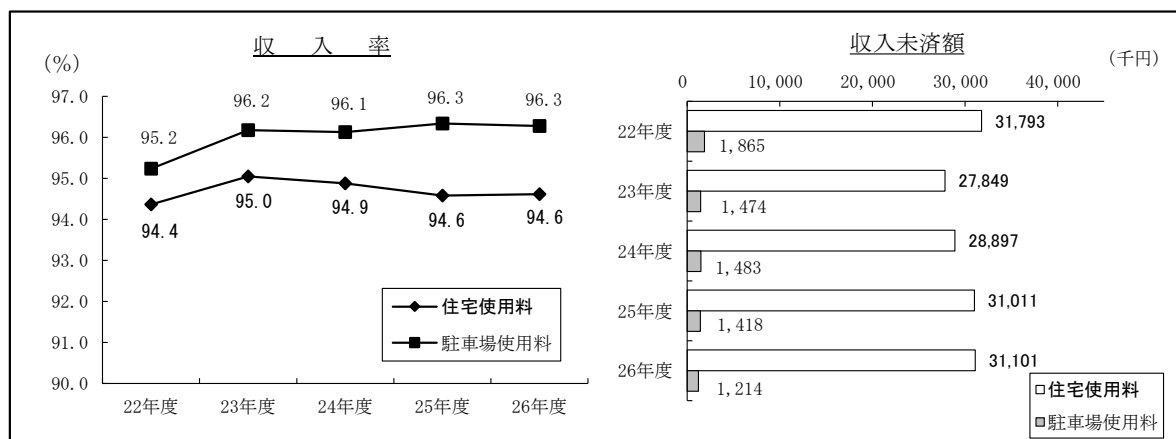 収　入　率
(%)
97.0
96.0
95.0
94.0
93.0
92.0
91.0
90.0
95.2
96.2
96.1
96.3
96.3
94.4
95.0
94.9
94.6
94.6
住宅使用料
駐車場使用料
22年度 23年度 24年度 25年度 26年度
収入未済額
(千円)
0 10,000 20,000 30,000 40,000
22年度
31,793
1,865
23年度
27,849
1,474
24年度
28,897
1,483
25年度
31,011
1,418
26年度
31,101
1,214
住宅使用料
駐車場使用料